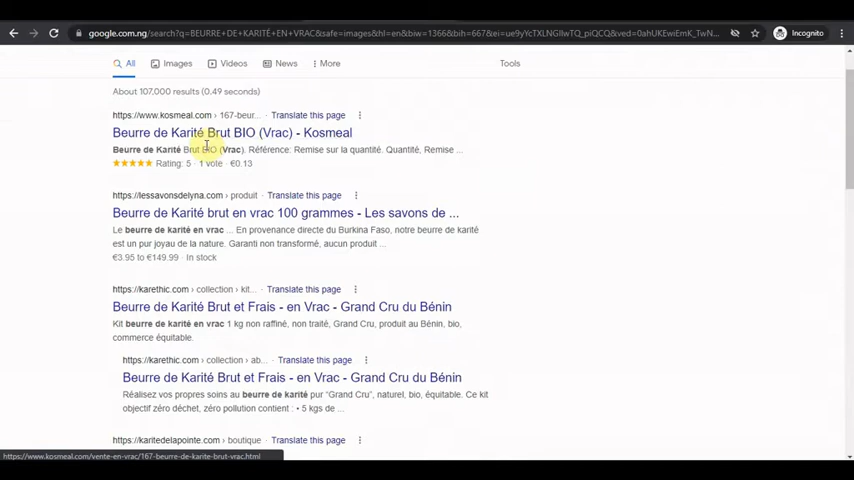 google.com.ng/search?q=BEURRE+DE+KARITÉ+EN+VRAC&safe=images&hl=en&biw=1366&bih=667&ei=ue9yYcTXLNGIlwTQ_piQCQ&ved=0ahUKEwiEmK_TwN...
Incognito
All Images Videos News More Tools
About 107,000 results (0.49 seconds)
https://www.kosmeal.com › 167-beur... Translate this page
Beurre de Karité Brut BIO (Vrac) - Kosmeal
Beurre de Karité Brut BIO (Vrac). Référence: Remise sur la quantité. Quantité, Remise ...
Rating: 5 · 1 vote · €0.13
https://lessavonsdelyna.com › produit Translate this page
Beurre de Karité brut en vrac 100 grammes - Les savons de ...
Le beurre de karité en vrac ... En provenance directe du Burkina Faso, notre beurre de karité
est un pur joyau de la nature. Garanti non transformé, aucun produit ...
€3.95 to €149.99 · In stock
https://karethic.com › collection › kit... Translate this page
Beurre de Karité Brut et Frais - en Vrac - Grand Cru du Bénin
Kit beurre de karité en vrac 1 kg non raffiné, non traité, Grand Cru, produit au Bénin, bio,
commerce équitable.
https://karethic.com › collection › ab... Translate this page
Beurre de Karité Brut et Frais - en Vrac - Grand Cru du Bénin
Réalisez vos propres soins au beurre de karité pur "Grand Cru", naturel, bio, équitable. Ce kit
objectif zéro déchet, zéro pollution contient : • 5 kgs de ...
https://karitedelapointe.com › boutique Translate this page
https://www.kosmeal.com/vente-en-vrac/167-beurre-de-karite-brut-vrac.html